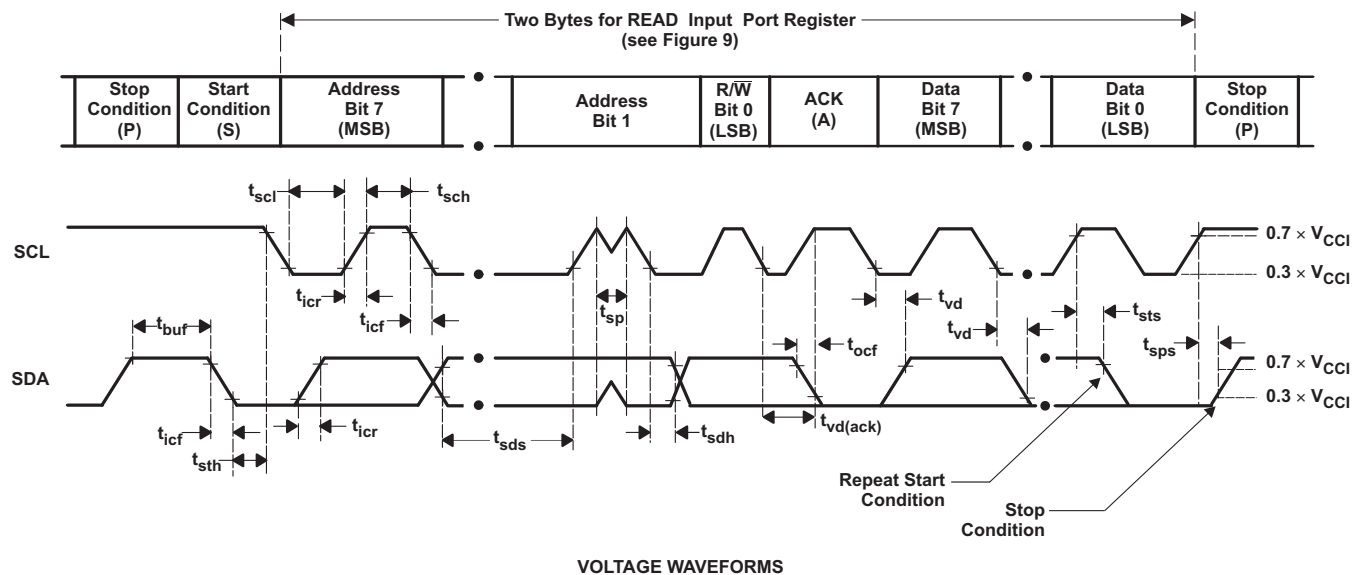 Two Bytes for READ Input Port Register
(see Figure 9)
Stop
Condition
(P)
Start
Condition
(S)
Address
Bit 7
(MSB)
Address
Bit 1
R/W̅
Bit 0
(LSB)
ACK
(A)
Data
Bit 7
(MSB)
Data
Bit 0
(LSB)
Stop
Condition
(P)
tscl
tsch
SCL
0.7 × VCCI
0.3 × VCCI
ticr
ticf
tsp
tvd
tvd
tsts
tbuf
tocf
tsps
SDA
0.7 × VCCI
0.3 × VCCI
ticf
ticr
tsth
tsds
tsdh
tvd(ack)
Repeat Start
Condition
Stop
Condition
VOLTAGE WAVEFORMS